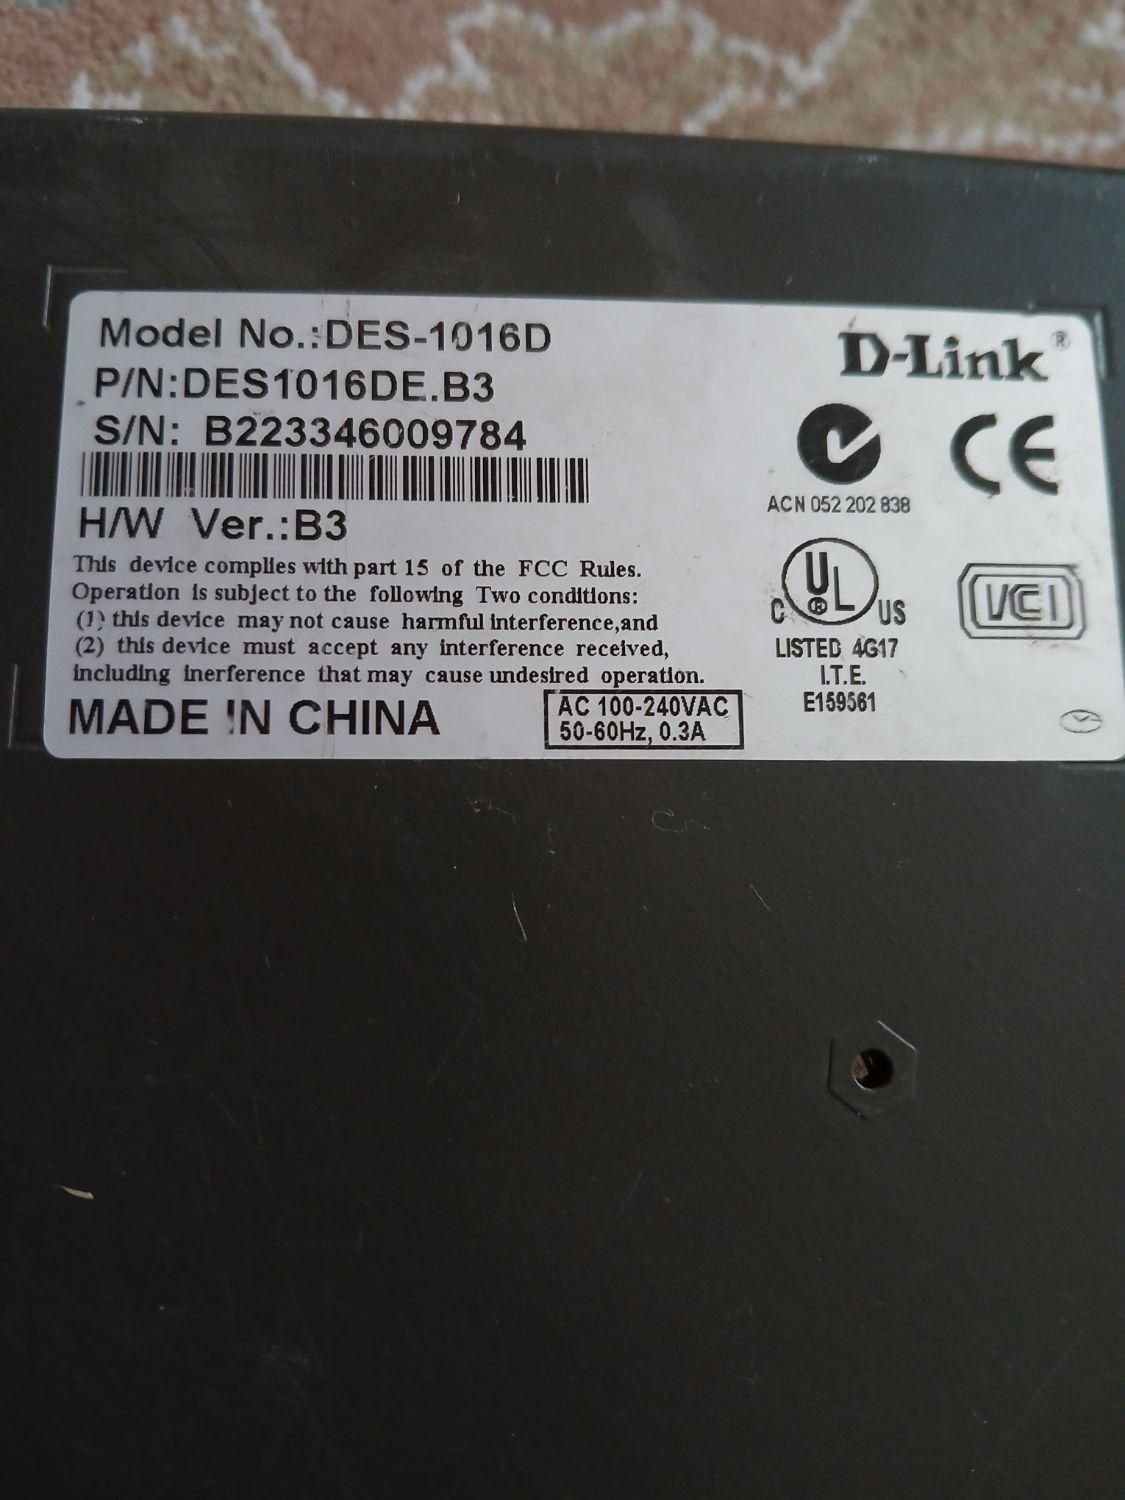 Model No.:DES-1016D
P/N:DES1016DE.B3
S/N: B223346009784
H/W Ver.:B3
This device complies with part 15 of the FCC Rules.
Operation is subject to the following Two conditions:
(1) this device may not cause harmful interference,and
(2) this device must accept any interference received,
including inerference that may cause undesired operation.
MADE IN CHINA
AC 100-240VAC
50-60Hz, 0.3A
D-Link®
CE
ACN 052 202 838
C UL® US
LISTED 4G17
I.T.E.
E159561
VCI